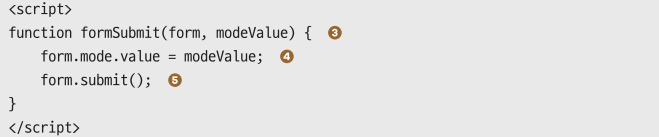 <script>
function formSubmit(form, modeValue) { ❸
    form.mode.value = modeValue; ❹
    form.submit(); ❺
}
</script>